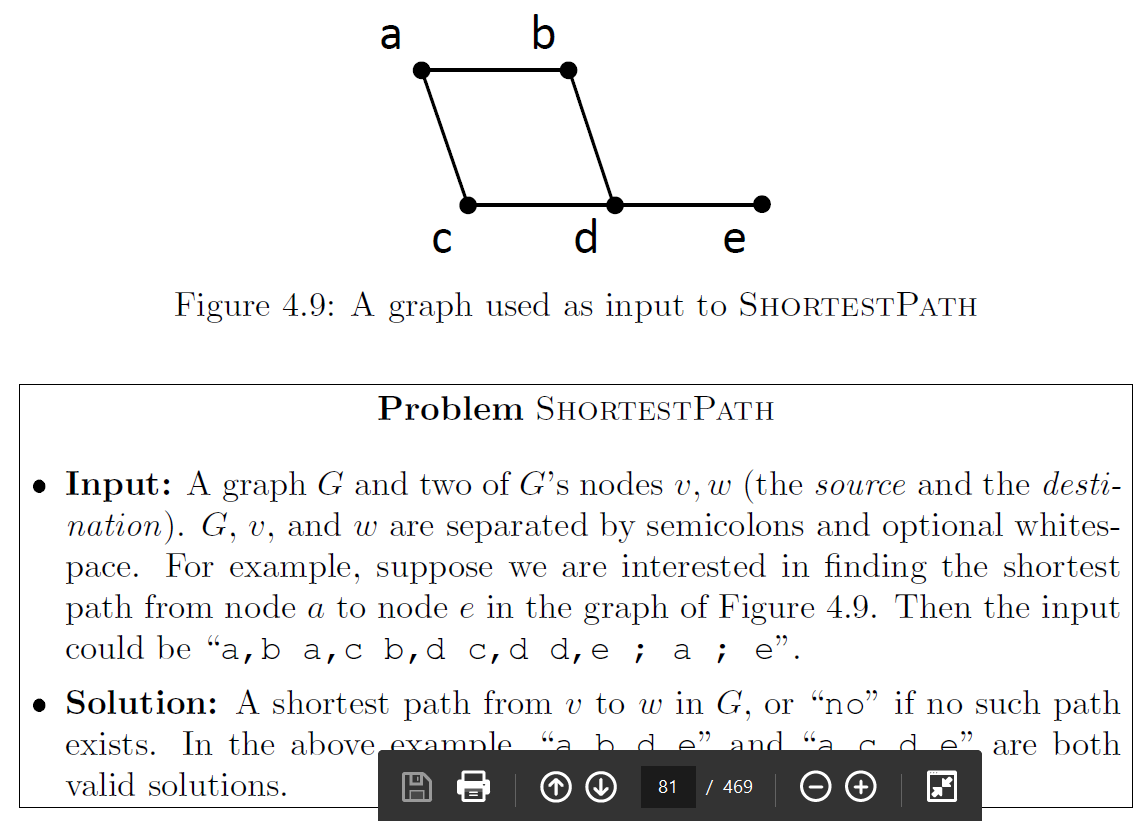 a b
c d e
Figure 4.9: A graph used as input to SHORTESTPATH
Problem SHORTESTPATH
• Input: A graph G and two of G's nodes v, w (the source and the desti-
nation). G, v, and w are separated by semicolons and optional whites-
pace. For example, suppose we are interested in finding the shortest
path from node a to node e in the graph of Figure 4.9. Then the input
could be “a,b a,c b,d c,d d,e ; a ; e”.
• Solution: A shortest path from v to w in G, or “no” if no such path
exists. In the above example, “a,b,d,e” and “a,c,d,e” are both
valid solutions.
81 / 469